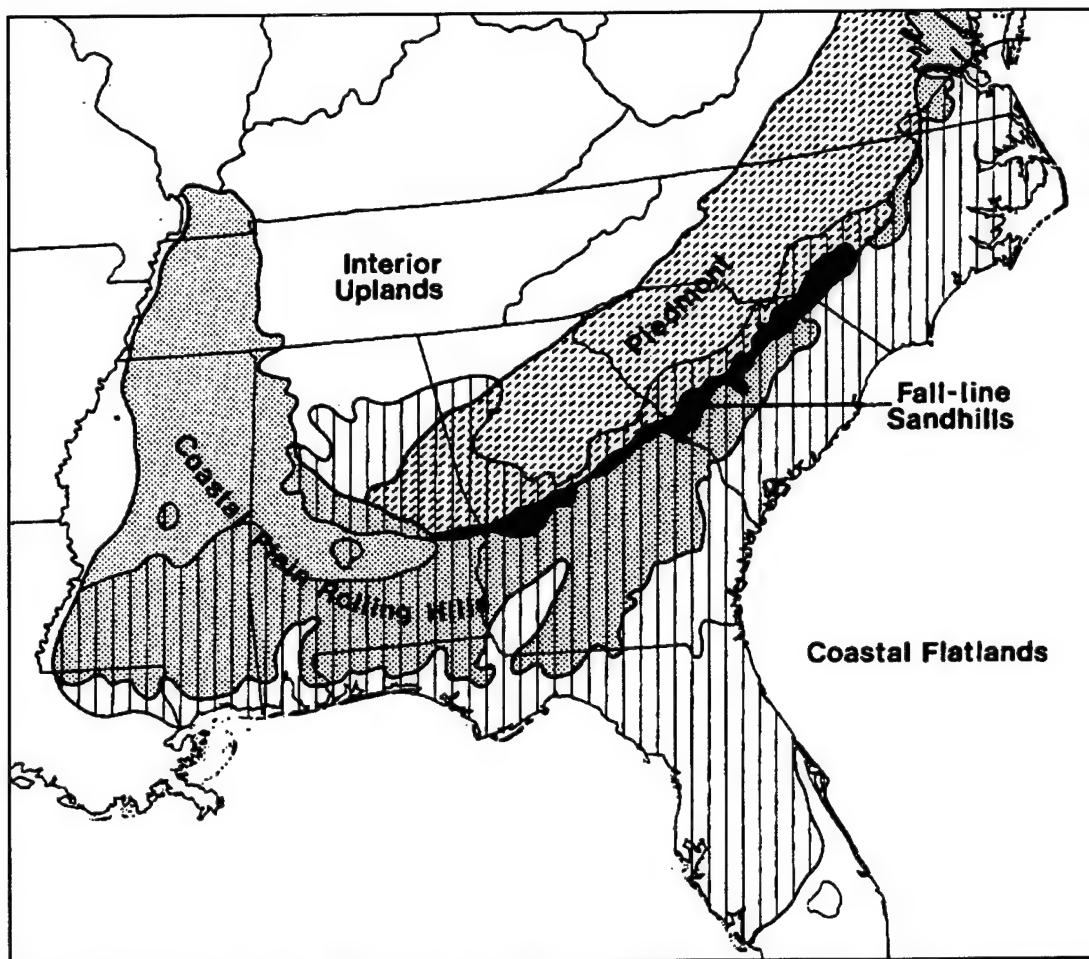 Interior
Uplands
Piedmont
Fall-line
Sandhills
Coastal Plain Rolling Hills
Coastal Flatlands